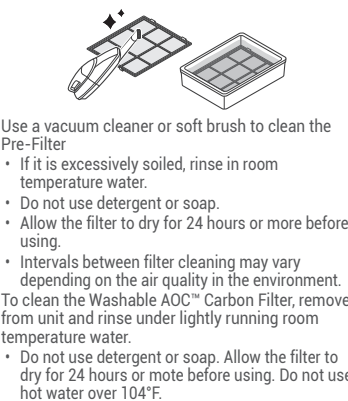 Use a vacuum cleaner or soft brush to clean the
Pre-Filter
• If it is excessively soiled, rinse in room
temperature water.
• Do not use detergent or soap.
• Allow the filter to dry for 24 hours or more before
using.
• Intervals between filter cleaning may vary
depending on the air quality in the environment.
To clean the Washable AOC™ Carbon Filter, remove
from unit and rinse under lightly running room
temperature water.
• Do not use detergent or soap. Allow the filter to
dry for 24 hours or mote before using. Do not use
hot water over 104°F.